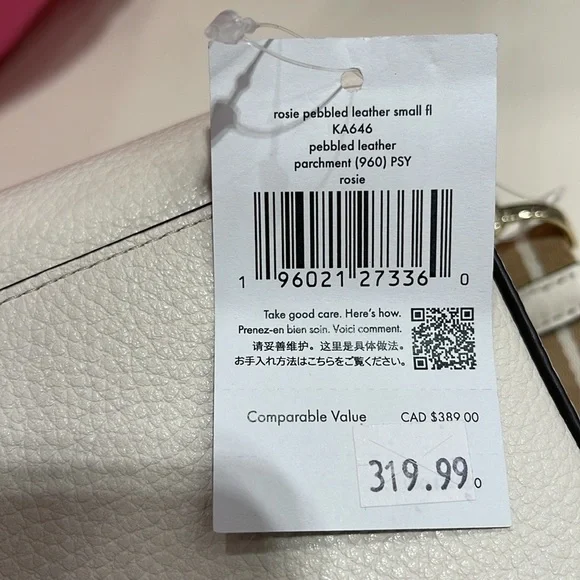 rosie pebbled leather small fl
KA646
pebbled leather
parchment (960) PSY
rosie
1 96021 27336 0
Take good care. Here's how.
Prenez-en bien soin. Voici comment.
请妥善维护。这里是具体做法。
お手入れ方法はこちらをご覧ください。
Comparable Value CAD $389.00
319.99
0